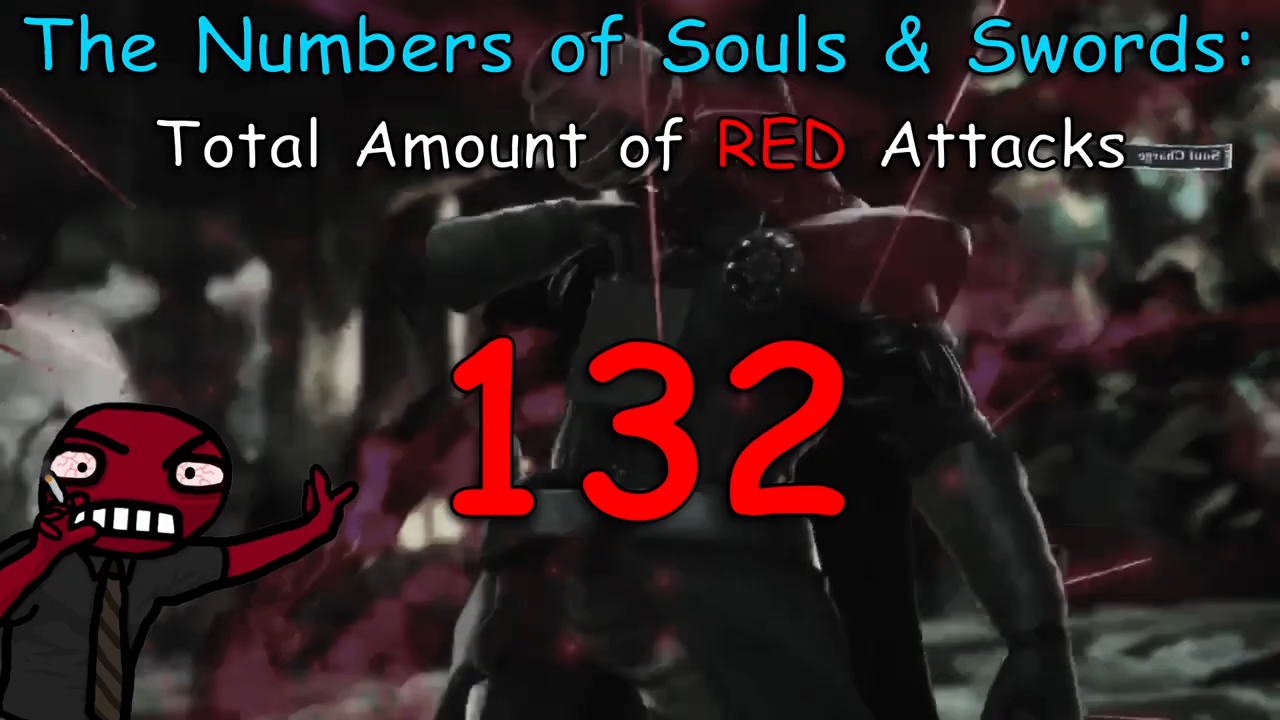 The Numbers of Souls & Swords:
Total Amount of RED Attacks
Soul Charge
132